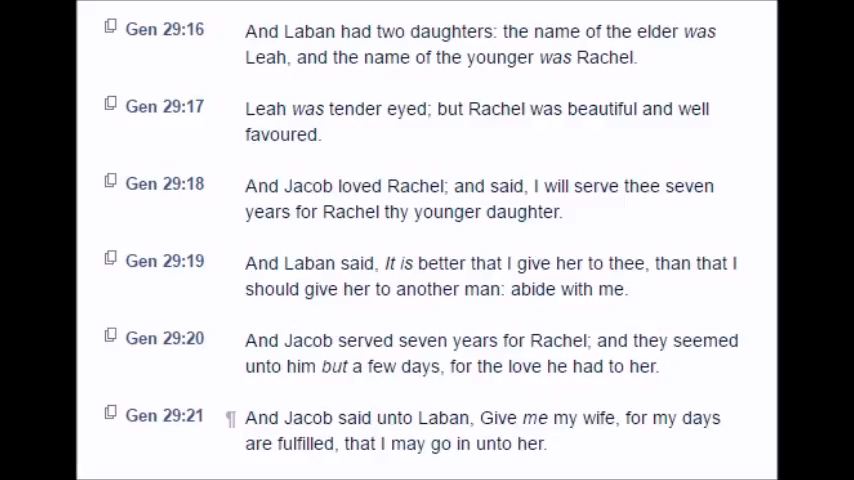 Gen 29:16 And Laban had two daughters: the name of the elder was
Leah, and the name of the younger was Rachel.
Gen 29:17 Leah was tender eyed; but Rachel was beautiful and well
favoured.
Gen 29:18 And Jacob loved Rachel; and said, I will serve thee seven
years for Rachel thy younger daughter.
Gen 29:19 And Laban said, It is better that I give her to thee, than that I
should give her to another man: abide with me.
Gen 29:20 And Jacob served seven years for Rachel; and they seemed
unto him but a few days, for the love he had to her.
Gen 29:21 ¶ And Jacob said unto Laban, Give me my wife, for my days
are fulfilled, that I may go in unto her.